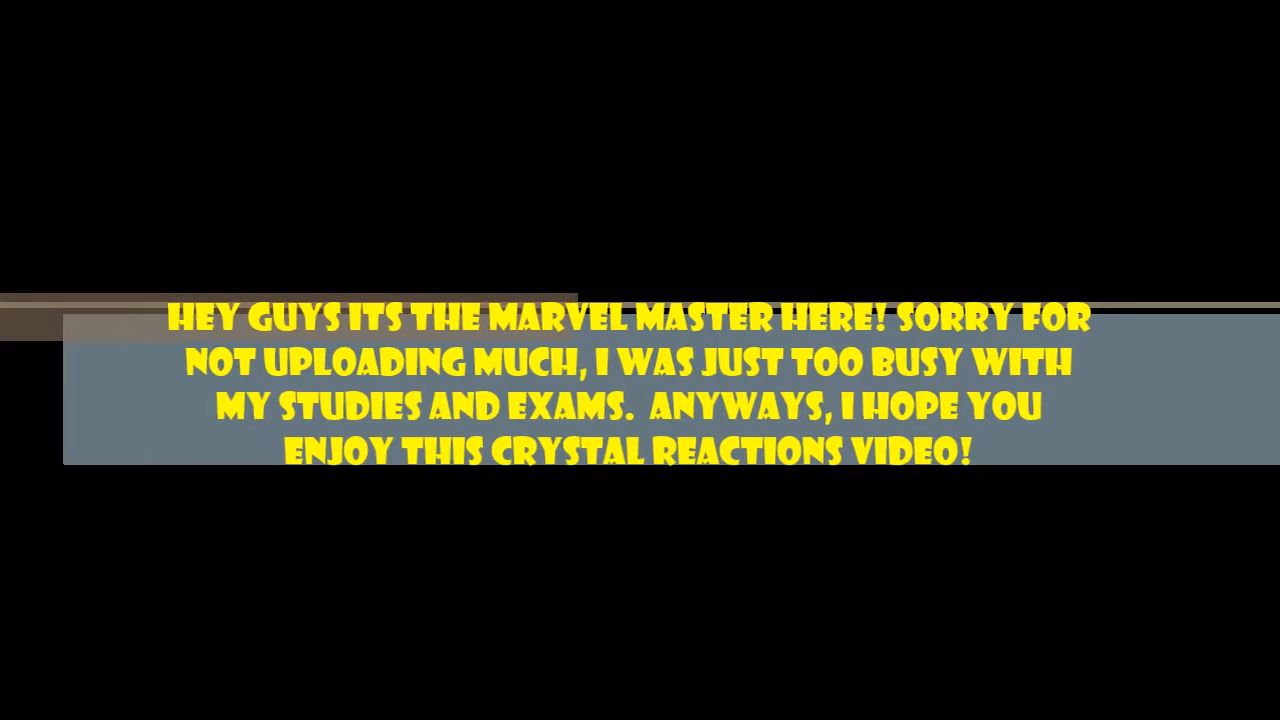 HEY GUYS ITS THE MARVEL MASTER HERE! SORRY FOR
NOT UPLOADING MUCH, I WAS JUST TOO BUSY WITH
MY STUDIES AND EXAMS. ANYWAYS, I HOPE YOU
ENJOY THIS CRYSTAL REACTIONS VIDEO!